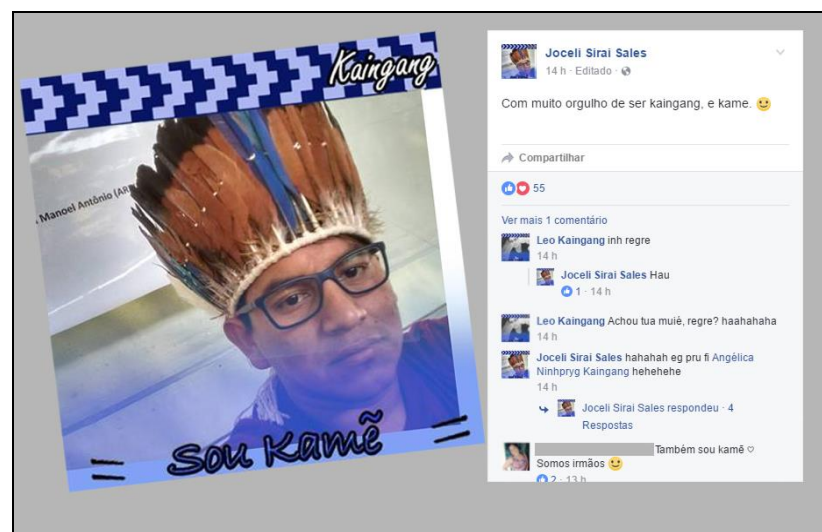 Kaingang
Manoel Antônio (AR
Sou Kamẽ
Joceli Sirai Sales
14 h · Editado ·
Com muito orgulho de ser kaingang, e kame. 🙂
Compartilhar
55
Ver mais 1 comentário
Leo Kaingang inh regre
14 h
Joceli Sirai Sales Hau
1 · 14 h
Leo Kaingang Achou tua muiè, regre? haahahaha
14 h
Joceli Sirai Sales hahahah eg pru fi Angélica
Ninhpryg Kaingang hehehehe
14 h
Joceli Sirai Sales respondeu · 4
Respostas
Também sou kamê ♡
Somos irmãos 🙂
2 · 13 h